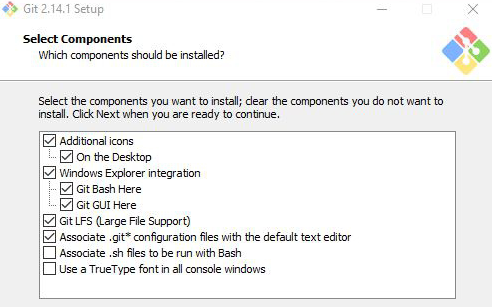 Git 2.14.1 Setup
Select Components
Which components should be installed?
Select the components you want to install; clear the components you do not want to
install. Click Next when you are ready to continue.
Additional icons
On the Desktop
Windows Explorer integration
Git Bash Here
Git GUI Here
Git LFS (Large File Support)
Associate .git* configuration files with the default text editor
Associate .sh files to be run with Bash
Use a TrueType font in all console windows